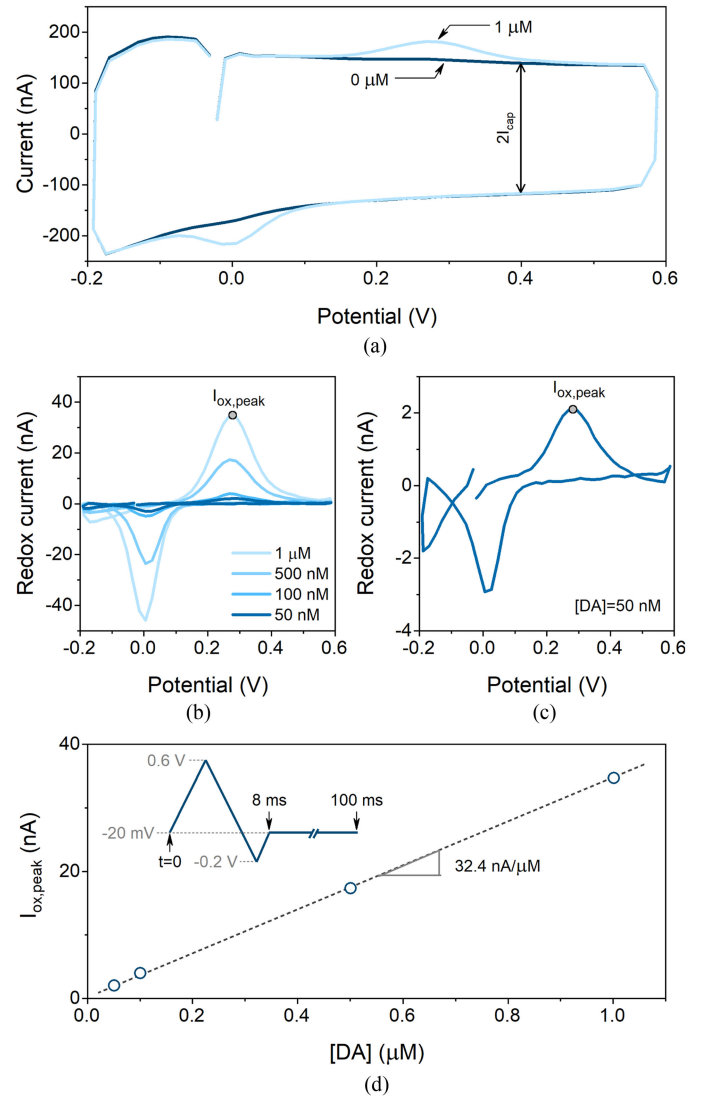 200
100
0
-100
-200
Current (nA)
1 μM
0 μM
2I_cap
-0.2 0.0 0.2 0.4 0.6
Potential (V)
(a)
40
20
0
-20
-40
Redox current (nA)
I_ox,peak
1 μM
500 nM
100 nM
50 nM
-0.2 0.0 0.2 0.4 0.6
Potential (V)
(b)
2
0
-2
-4
Redox current (nA)
I_ox,peak
[DA]=50 nM
-0.2 0.0 0.2 0.4 0.6
Potential (V)
(c)
40
20
0
I_ox,peak (nA)
0.6 V
8 ms
100 ms
-20 mV
t=0
-0.2 V
32.4 nA/μM
0.0 0.2 0.4 0.6 0.8 1.0
[DA] (μM)
(d)